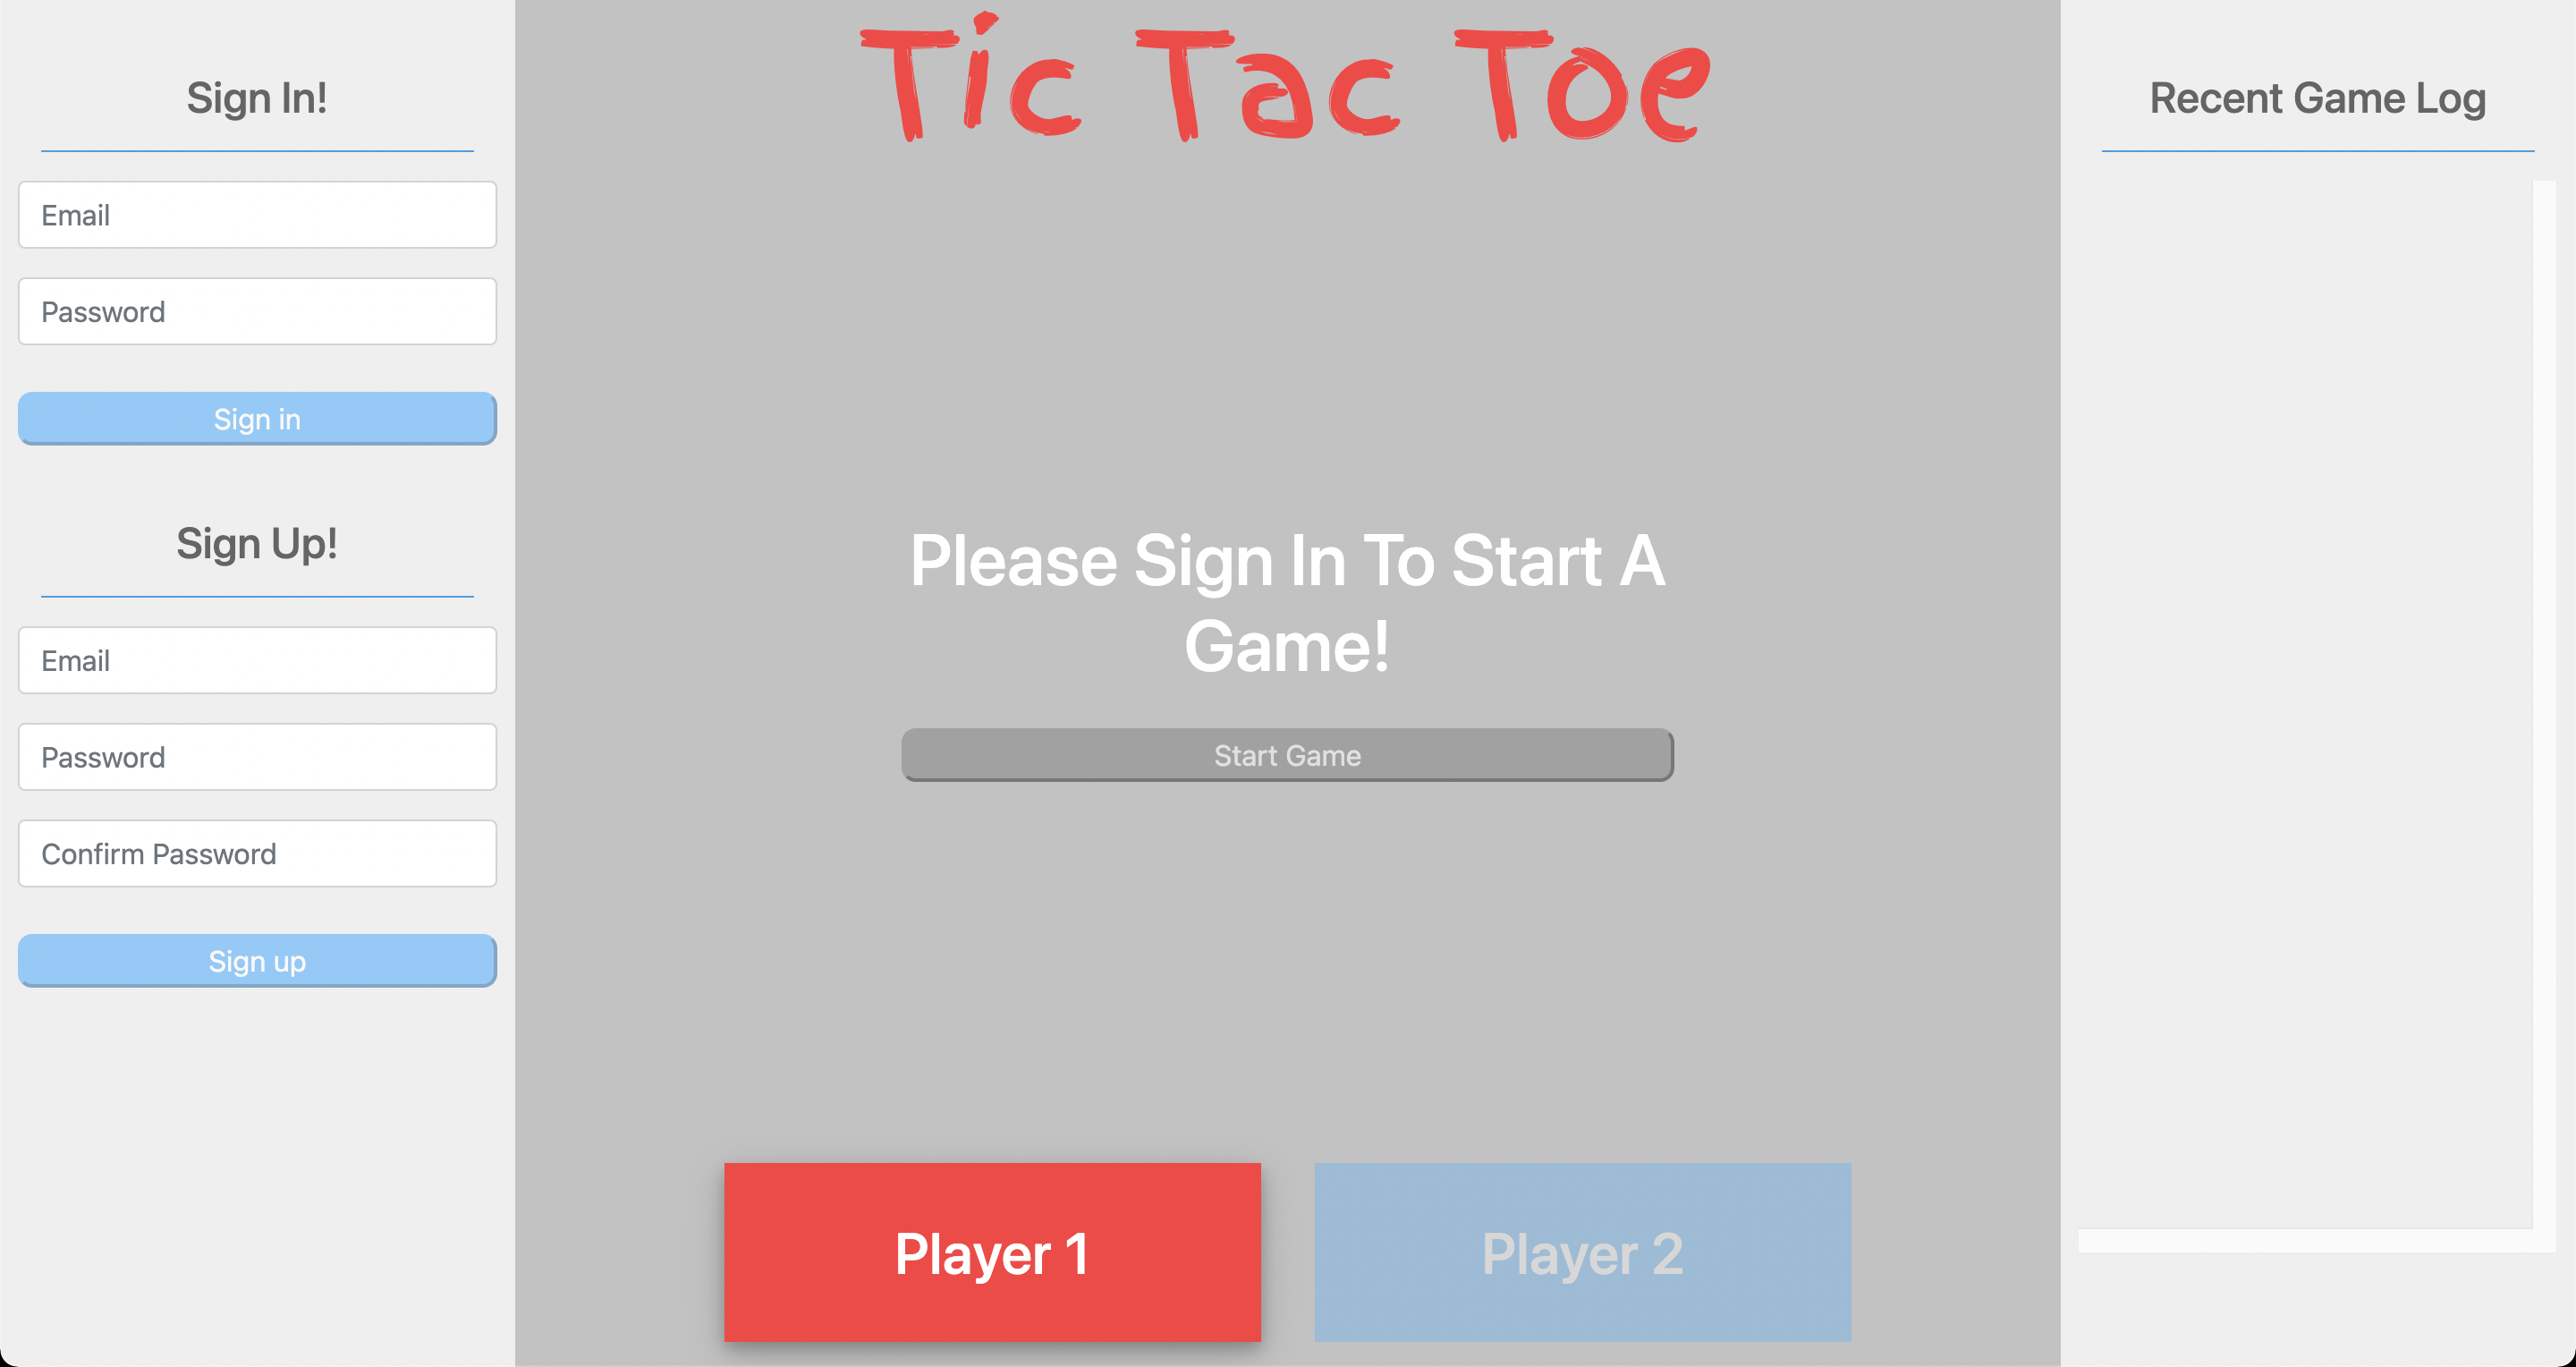 Sign In!
Email
Password
Sign in
Sign Up!
Email
Password
Confirm Password
Sign up
Tic Tac Toe
Please Sign In To Start A
Game!
Start Game
Player 1
Player 2
Recent Game Log